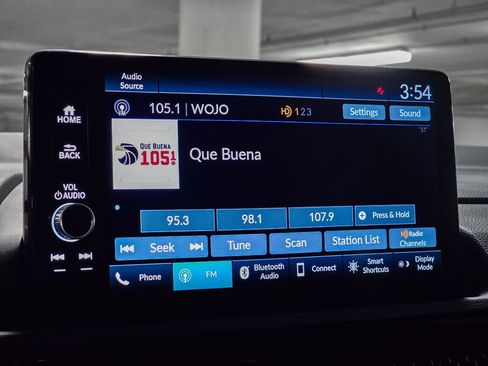 Audio
Source
3:54
105.1 | WOJO
HD 1 2 3
Settings
Sound
HOME
"ST"
QUÉ BUENA
105.1
Que Buena
BACK
VOL
AUDIO
95.3
98.1
107.9
Press & Hold
Seek
Tune
Scan
Station List
HD Radio
Channels
Phone
FM
Bluetooth
Audio
Connect
Smart
Shortcuts
Display
Mode